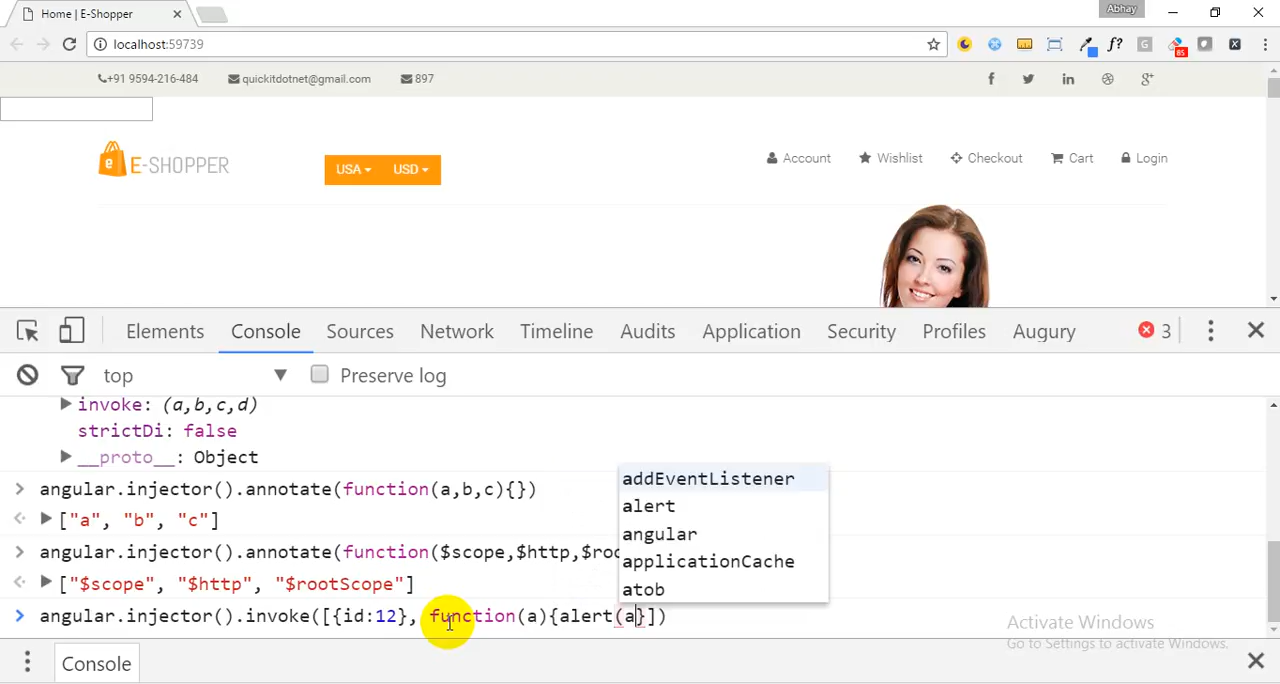 Home | E-Shopper
Abhay
localhost:59739
f?
G
85
X
+91 9594-216-484
quickitdotnet@gmail.com
897
E-SHOPPER
USA
USD
Account
Wishlist
Checkout
Cart
Login
Elements Console Sources Network Timeline Audits Application Security Profiles Augury 3
top Preserve log
invoke: (a,b,c,d)
strictDi: false
__proto__: Object
angular.injector().annotate(function(a,b,c){})
["a", "b", "c"]
angular.injector().annotate(function($scope,$http,$roo
["$scope", "$http", "$rootScope"]
angular.injector().invoke([{id:12}, function(a){alert(a}])
addEventListener
alert
angular
applicationCache
atob
Activate Windows
Go to Settings to activate Windows.
Console